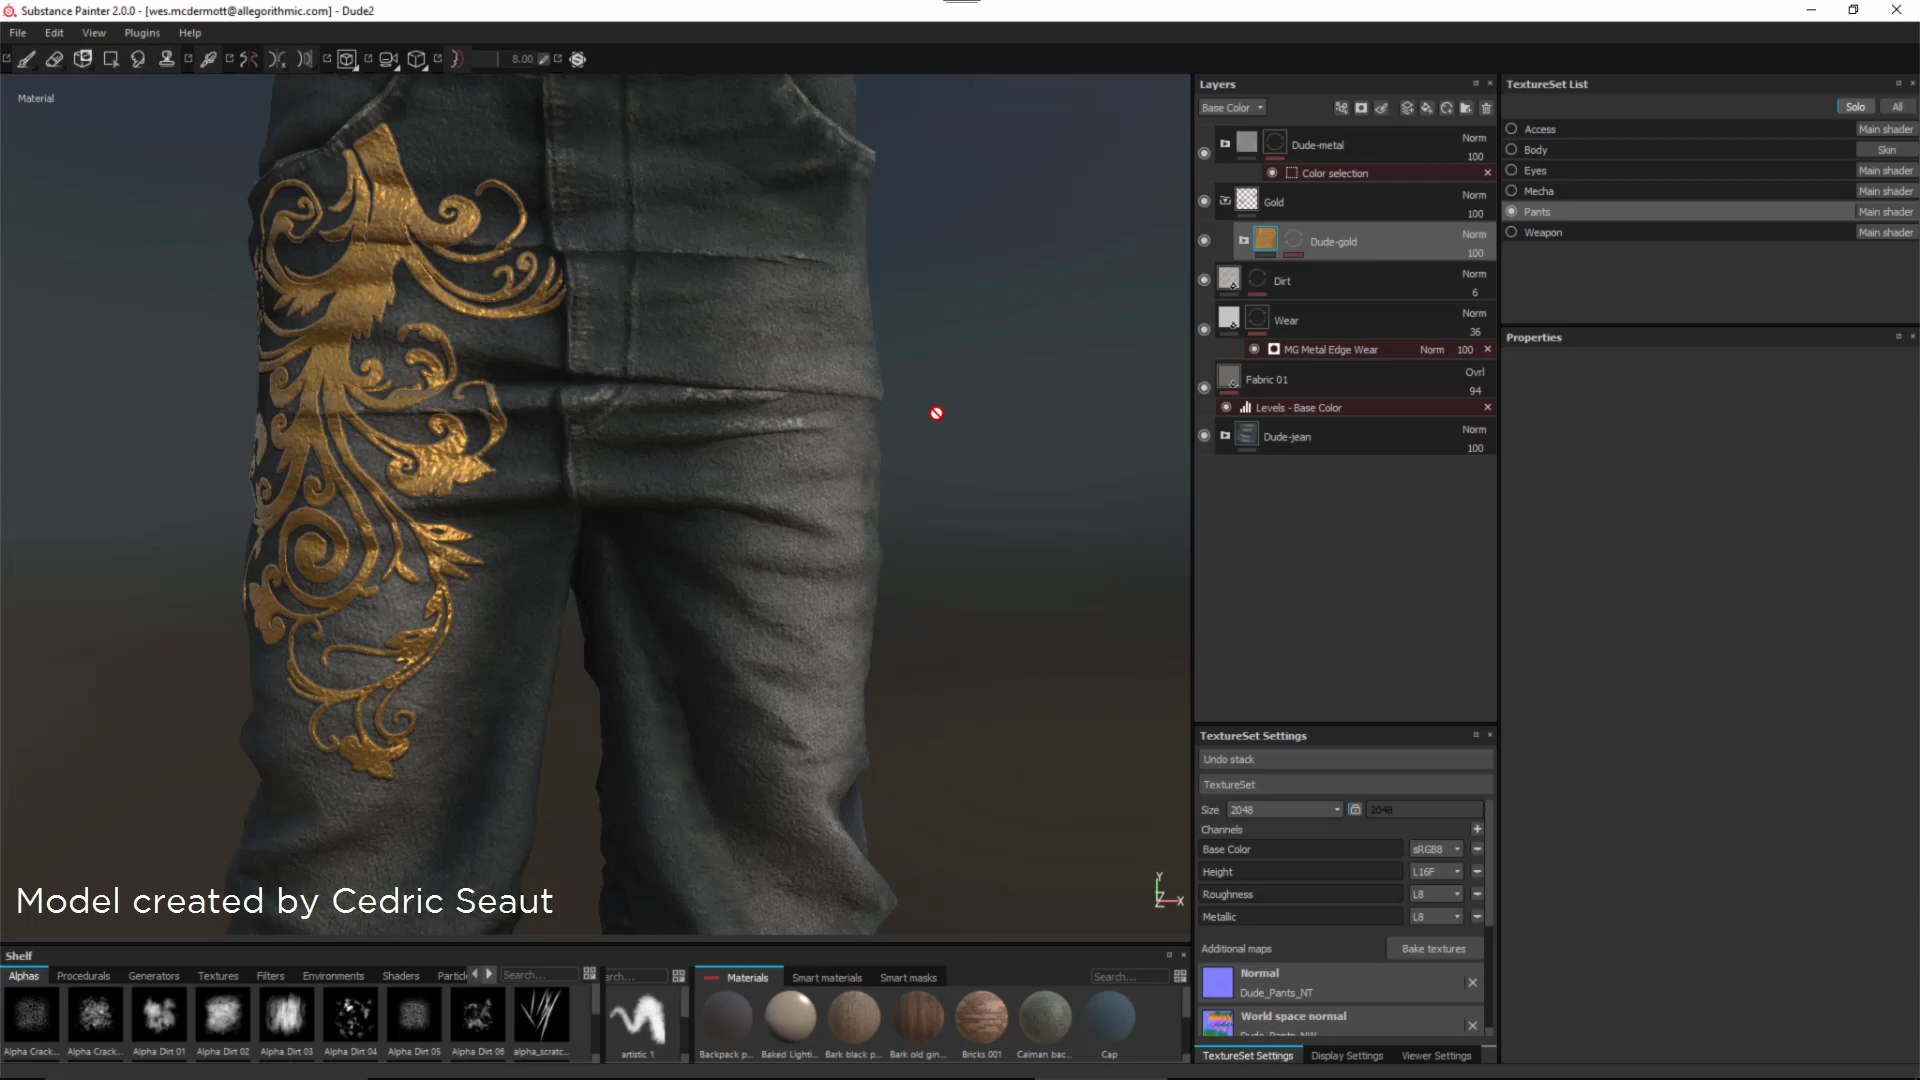 Substance Painter 2.0.0 - [wes.mcdermott@allegorithmic.com] - Dude2
File Edit View Plugins Help
8.00
Material
Model created by Cedric Seaut
Y
Z X
Layers
Base Color
Dude-metal Norm
100
Color selection
Gold Norm
100
Dude-gold Norm
100
Dirt Norm
6
Wear Norm
36
MG Metal Edge Wear Norm 100
Fabric 01 Ovrl
94
Levels - Base Color
Dude-jean Norm
100
TextureSet List
Solo All
Access Main shader
Body Skin
Eyes Main shader
Mecha Main shader
Pants Main shader
Weapon Main shader
Properties
TextureSet Settings
Undo stack
TextureSet
Size 2048 2048
Channels
Base Color sRGB8
Height L16F
Roughness L8
Metallic L8
Additional maps Bake textures
Normal
Dude_Pants_NT
World space normal
TextureSet Settings Display Settings Viewer Settings
Shelf
Alphas Procedurals Generators Textures Filters Environments Shaders Particle Search...
Alpha Crack... Alpha Crack... Alpha Dirt 01 Alpha Dirt 02 Alpha Dirt 03 Alpha Dirt 04 Alpha Dirt 05 Alpha Dirt 06 alpha_scratc...
arch...
artistic 1
Materials Smart materials Smart masks Search...
Backpack p... Baked Lighti... Bark black p... Bark old gin... Bricks 001 Caiman bac... Cap